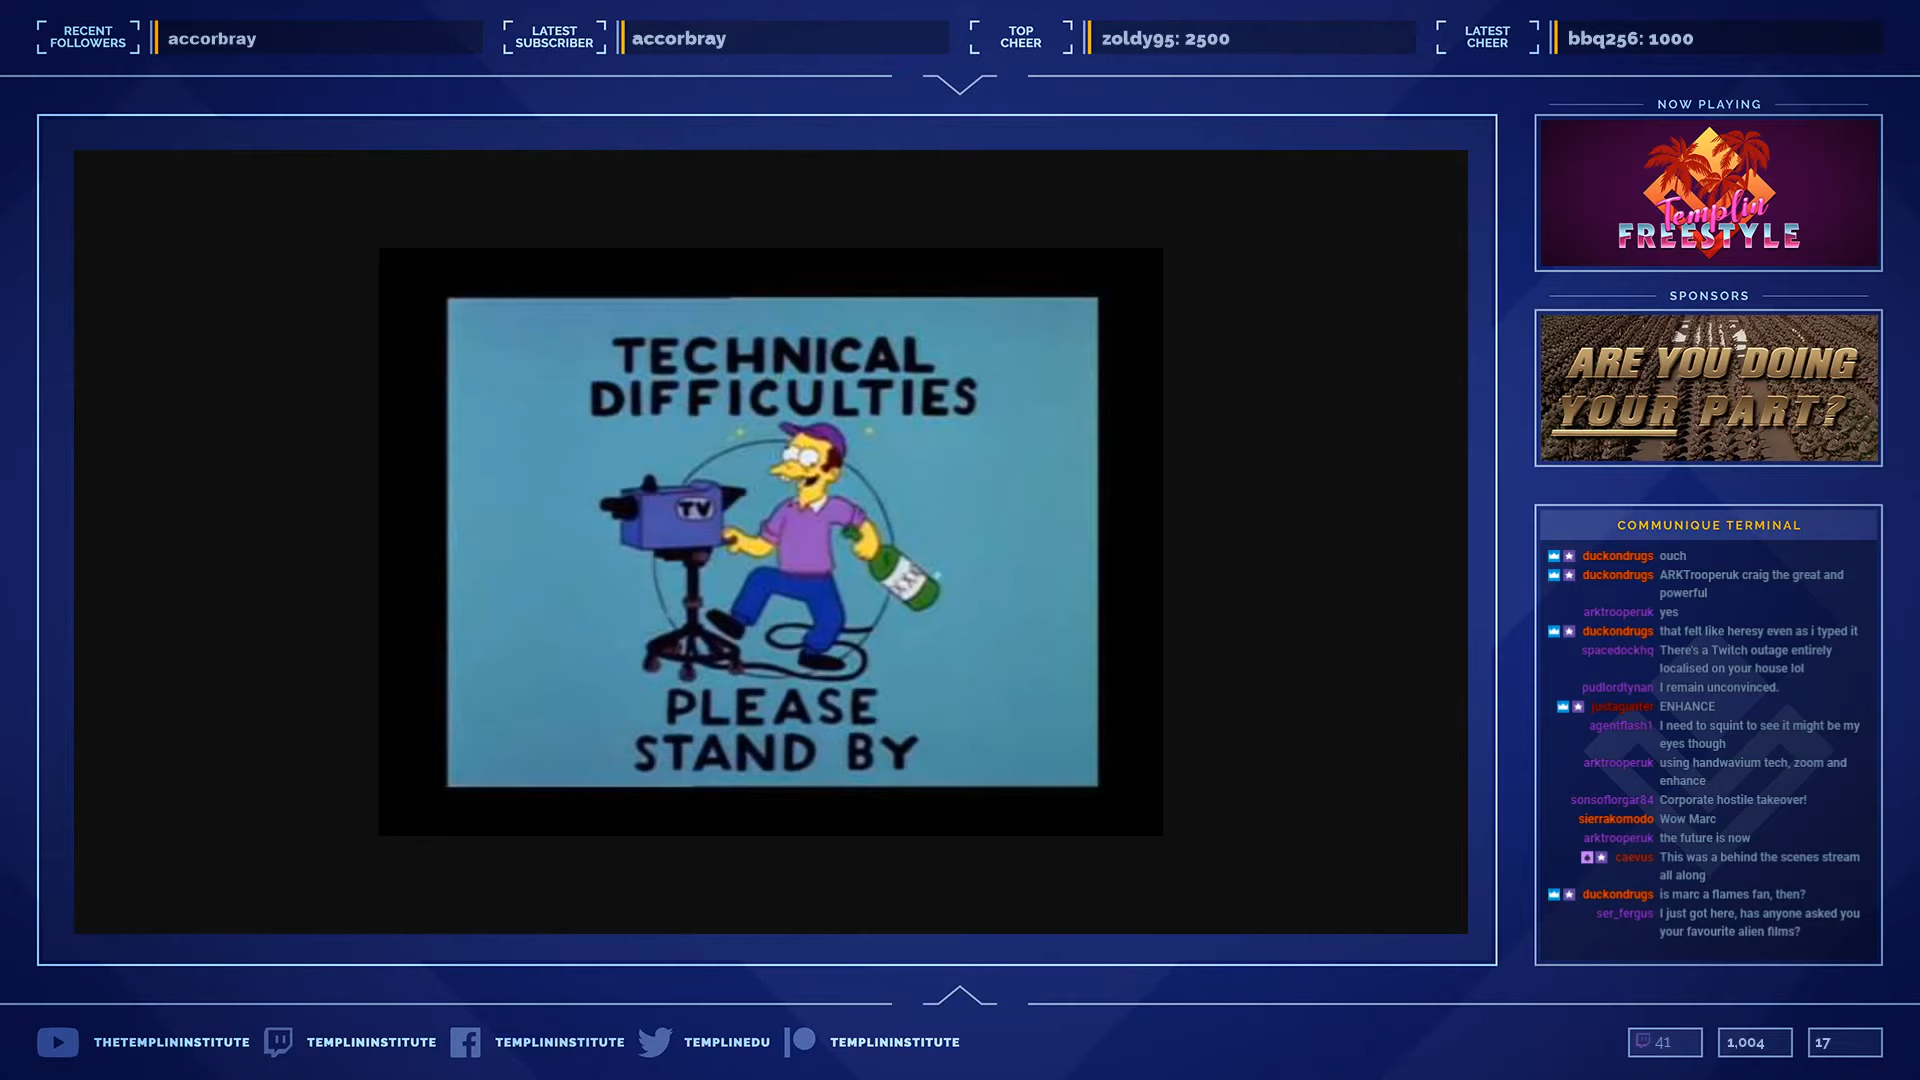 RECENT
FOLLOWERS
accorbray
LATEST
SUBSCRIBER
accorbray
TOP
CHEER
zoldy95: 2500
LATEST
CHEER
bbq256: 1000
NOW PLAYING
Templin
FREESTYLE
SPONSORS
ARE YOU DOING
YOUR PART?
TECHNICAL
DIFFICULTIES
TV
XXX
PLEASE
STAND BY
COMMUNIQUE TERMINAL
duckondrugs ouch
duckondrugs ARKTrooperuk craig the great and
powerful
arktrooperuk yes
duckondrugs that felt like heresy even as i typed it
spacedockhq There's a Twitch outage entirely
localised on your house lol
pudlordtynan I remain unconvinced.
justagunter ENHANCE
agentflash1 I need to squint to see it might be my
eyes though
arktrooperuk using handwavium tech, zoom and
enhance
sonsoflorgar84 Corporate hostile takeover!
sierrakomodo Wow Marc
arktrooperuk the future is now
caevus This was a behind the scenes stream
all along
duckondrugs is marc a flames fan, then?
ser_fergus I just got here, has anyone asked you
your favourite alien films?
THETEMPLININSTITUTE
TEMPLININSTITUTE
TEMPLININSTITUTE
TEMPLINEDU
TEMPLININSTITUTE
41
1,004
17